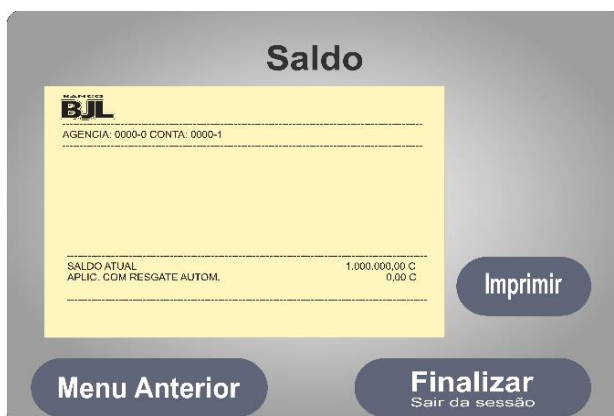 Saldo
BANCO
BJL
AGENCIA: 0000-0 CONTA: 0000-1
SALDO ATUAL 1.000.000,00 C
APLIC. COM RESGATE AUTOM. 0,00 C
Imprimir
Menu Anterior
Finalizar
Sair da sessão